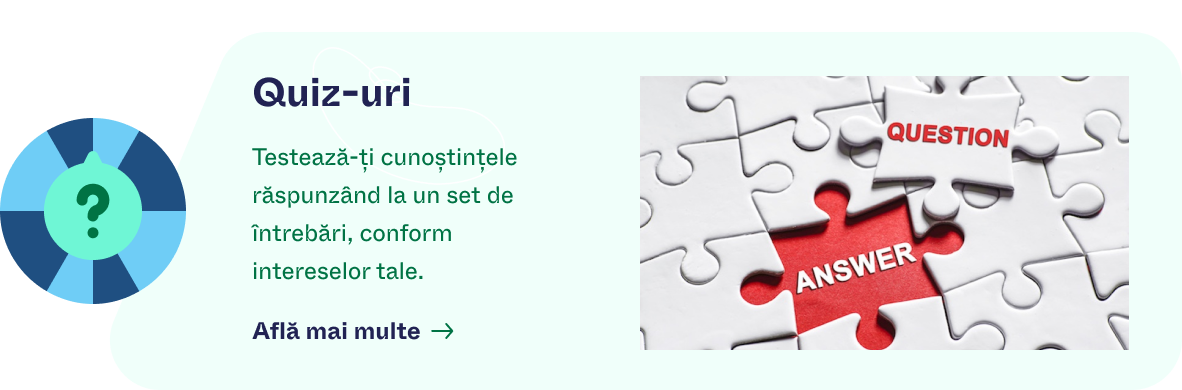 Quiz-uri
Testează-ți cunoștințele
răspunzând la un set de
întrebări, conform
intereselor tale.
Află mai multe →
?
QUESTION
ANSWER